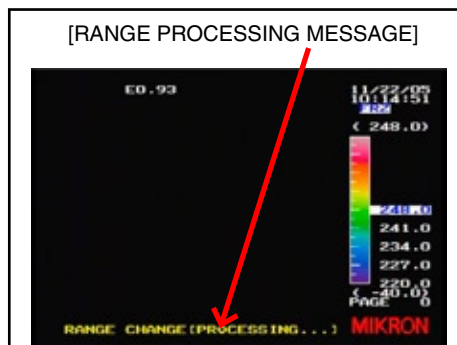 [RANGE PROCESSING MESSAGE]
E0.93
11/22/05
10:14:51
( 248.0)
248.0
241.0
234.0
227.0
220.0
( -40.0)
PAGE 0
RANGE CHANGE[PROCESSING...]
MIKRON